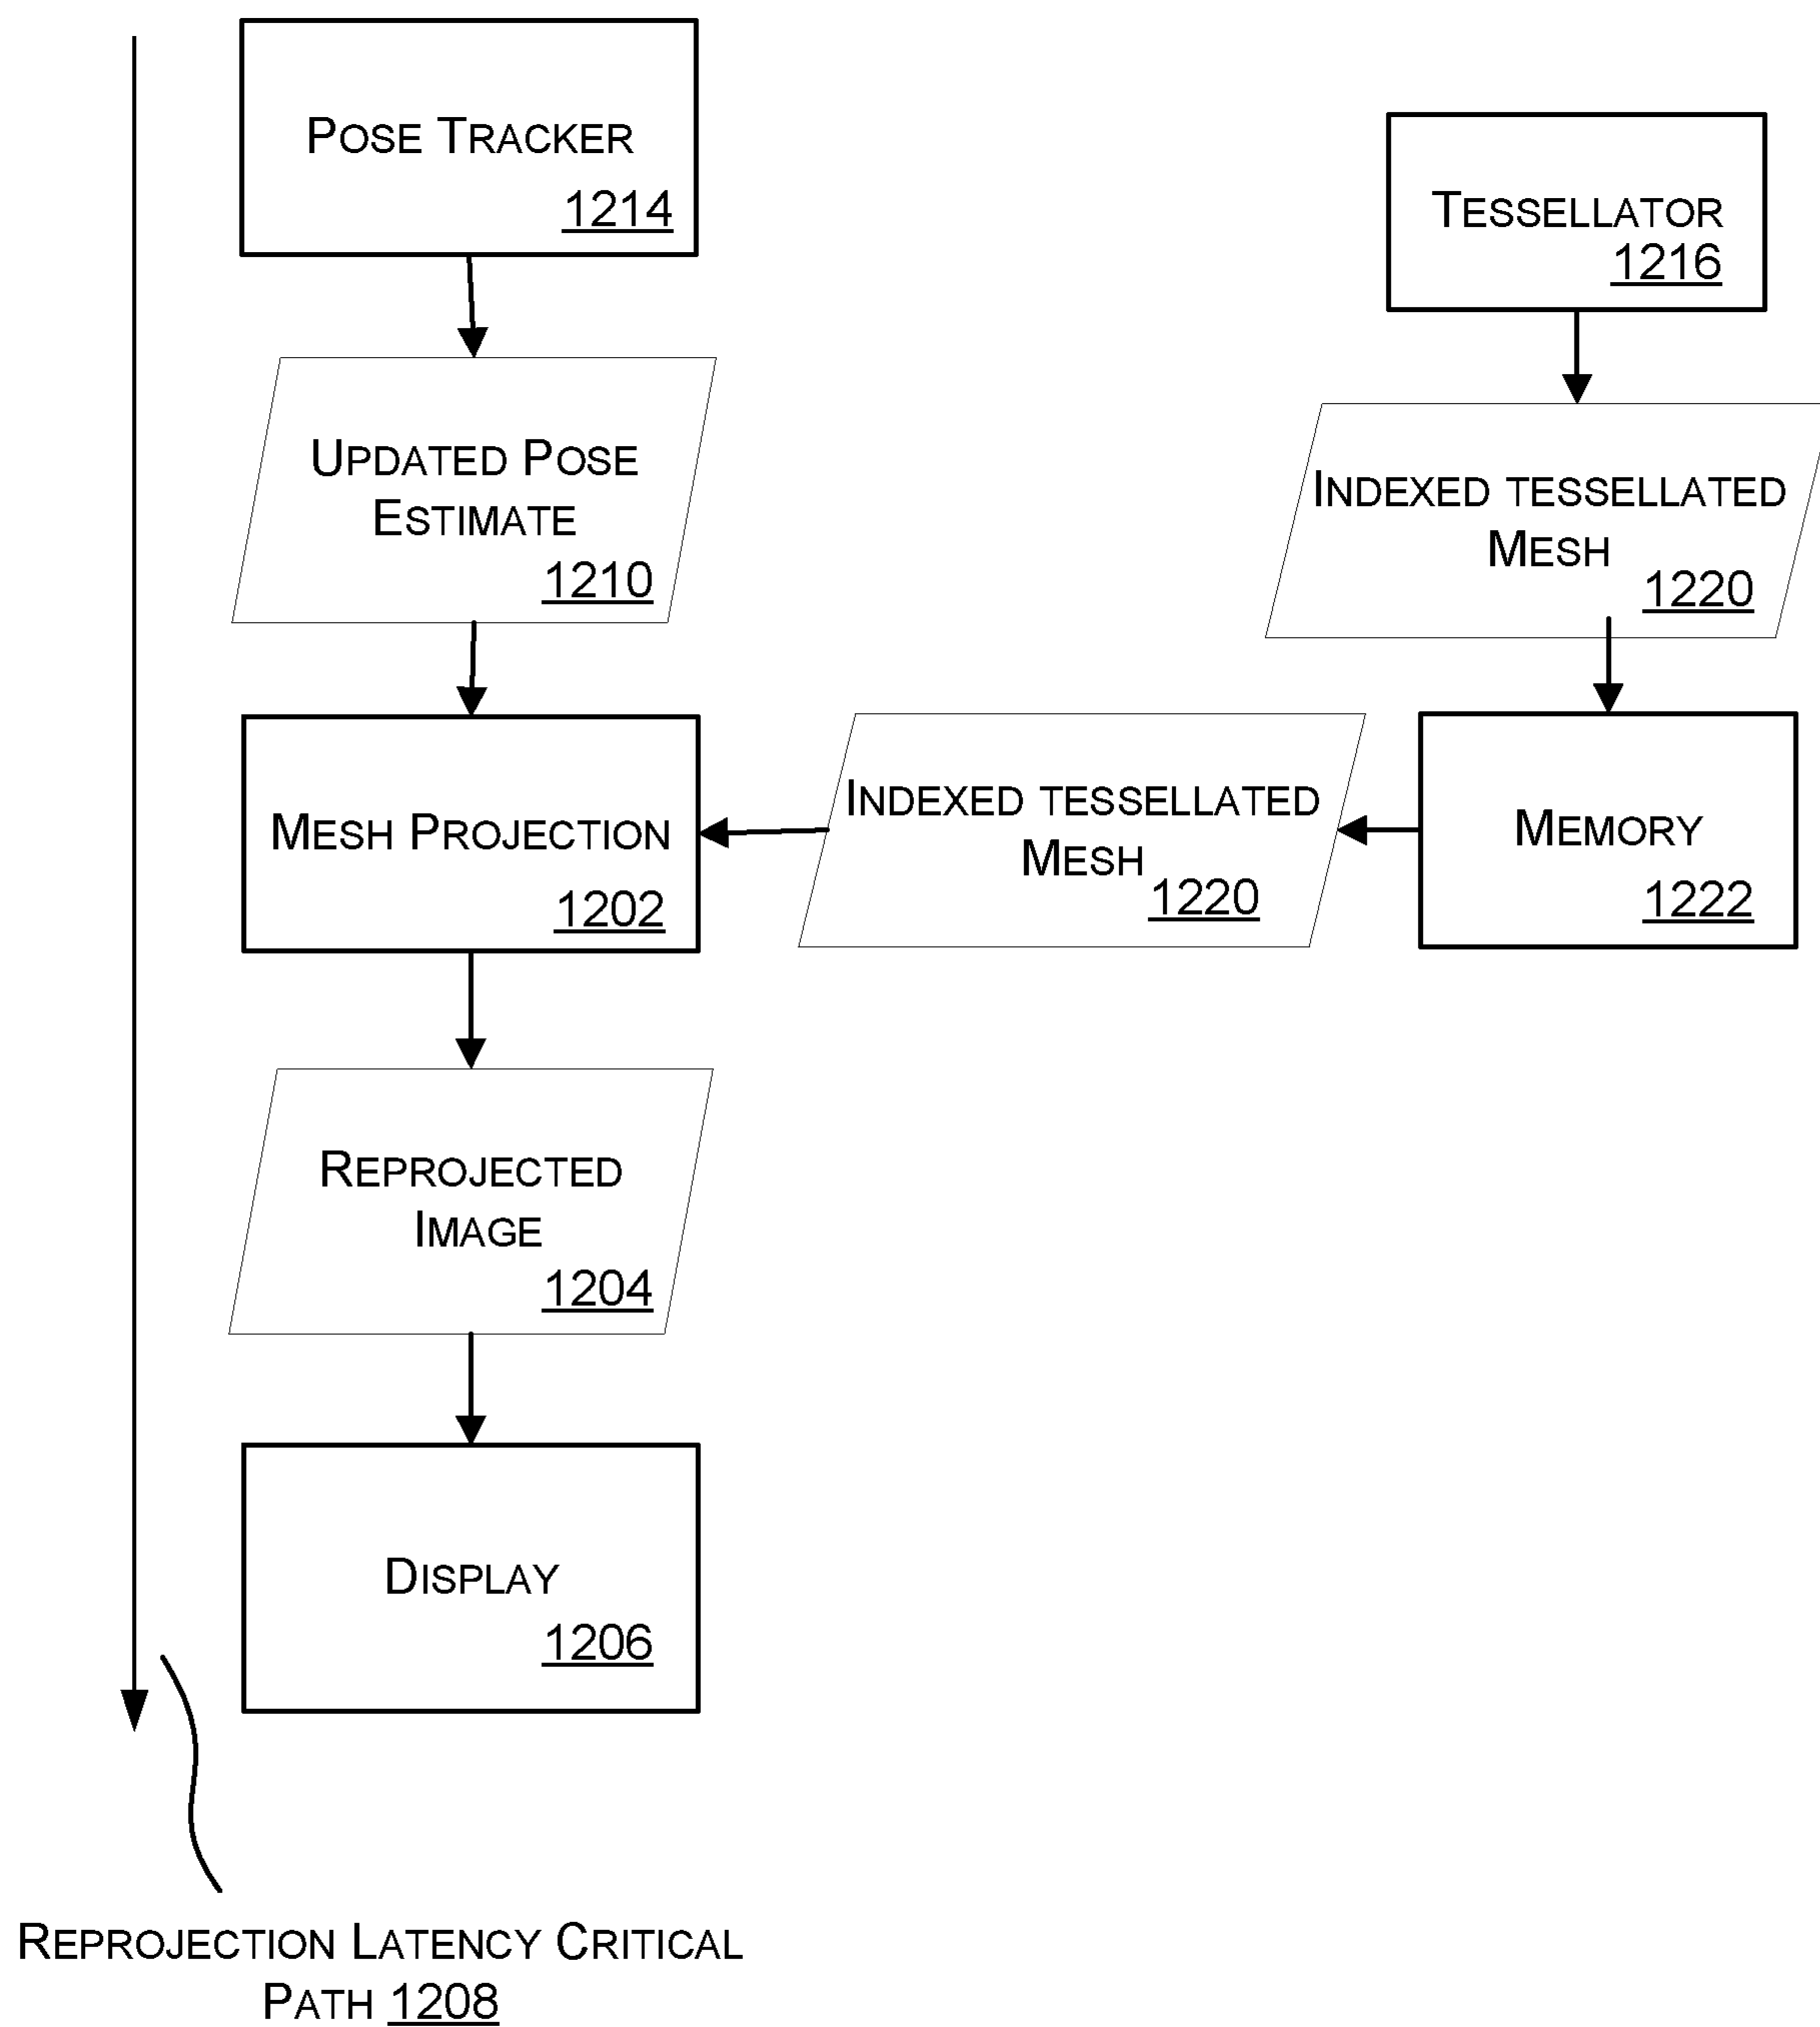 Pose Tracker
1214
Tessellator
1216
Updated Pose
Estimate
1210
Indexed tessellated
Mesh
1220
Mesh Projection
1202
Indexed tessellated
Mesh
1220
Memory
1222
Reprojected
Image
1204
Display
1206
Reprojection Latency Critical
Path 1208